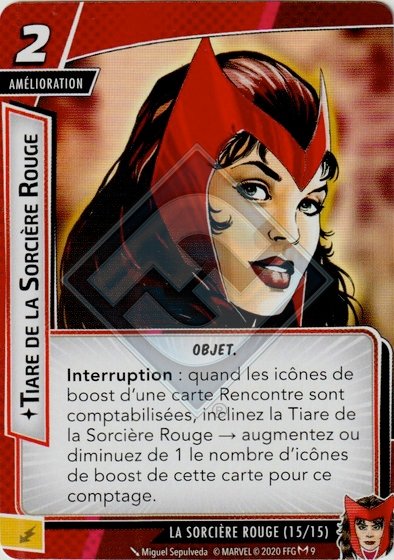 2
AMÉLIORATION
✦TIARE DE LA SORCIÈRE ROUGE
OBJET.
Interruption : quand les icônes de
boost d'une carte Rencontre sont
comptabilisées, inclinez la Tiare de
la Sorcière Rouge → augmentez ou
diminuez de 1 le nombre d'icônes
de boost de cette carte pour ce
comptage.
LA SORCIÈRE ROUGE (15/15)
Miguel Sepulveda © MARVEL © 2020 FFG M 9